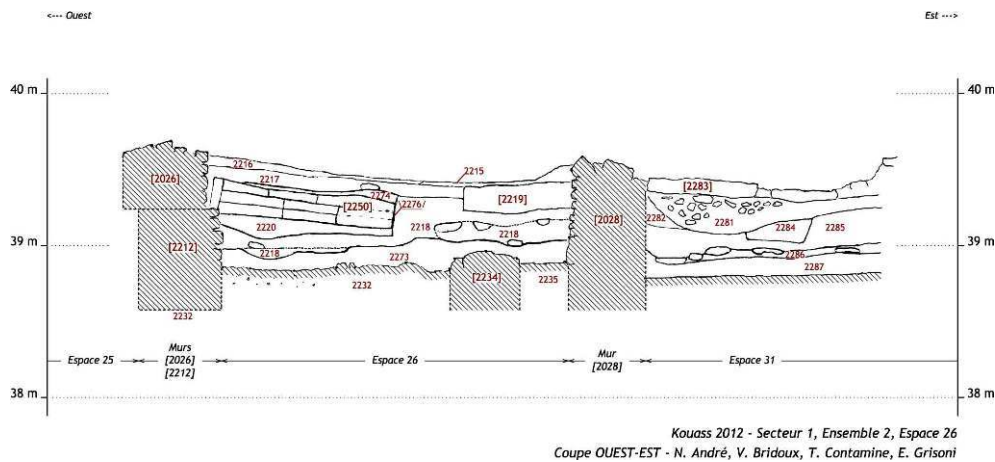 <--- Ouest
Est --->
40 m
40 m
2216
2215
2217
[2026]
2274
[2283]
[2250]
2276/
[2219]
2282
2281
2284
2285
2220
2218
2218
[2028]
39 m
[2212]
39 m
2218
2273
2286
2287
2232
[2234]
2235
2232
Espace 25
Murs
[2026]
[2212]
Espace 26
Mur
[2028]
Espace 31
38 m
38 m
Kouass 2012 - Secteur 1, Ensemble 2, Espace 26
Coupe OUEST-EST - N. André, V. Bridoux, T. Contamine, E. Grisoni